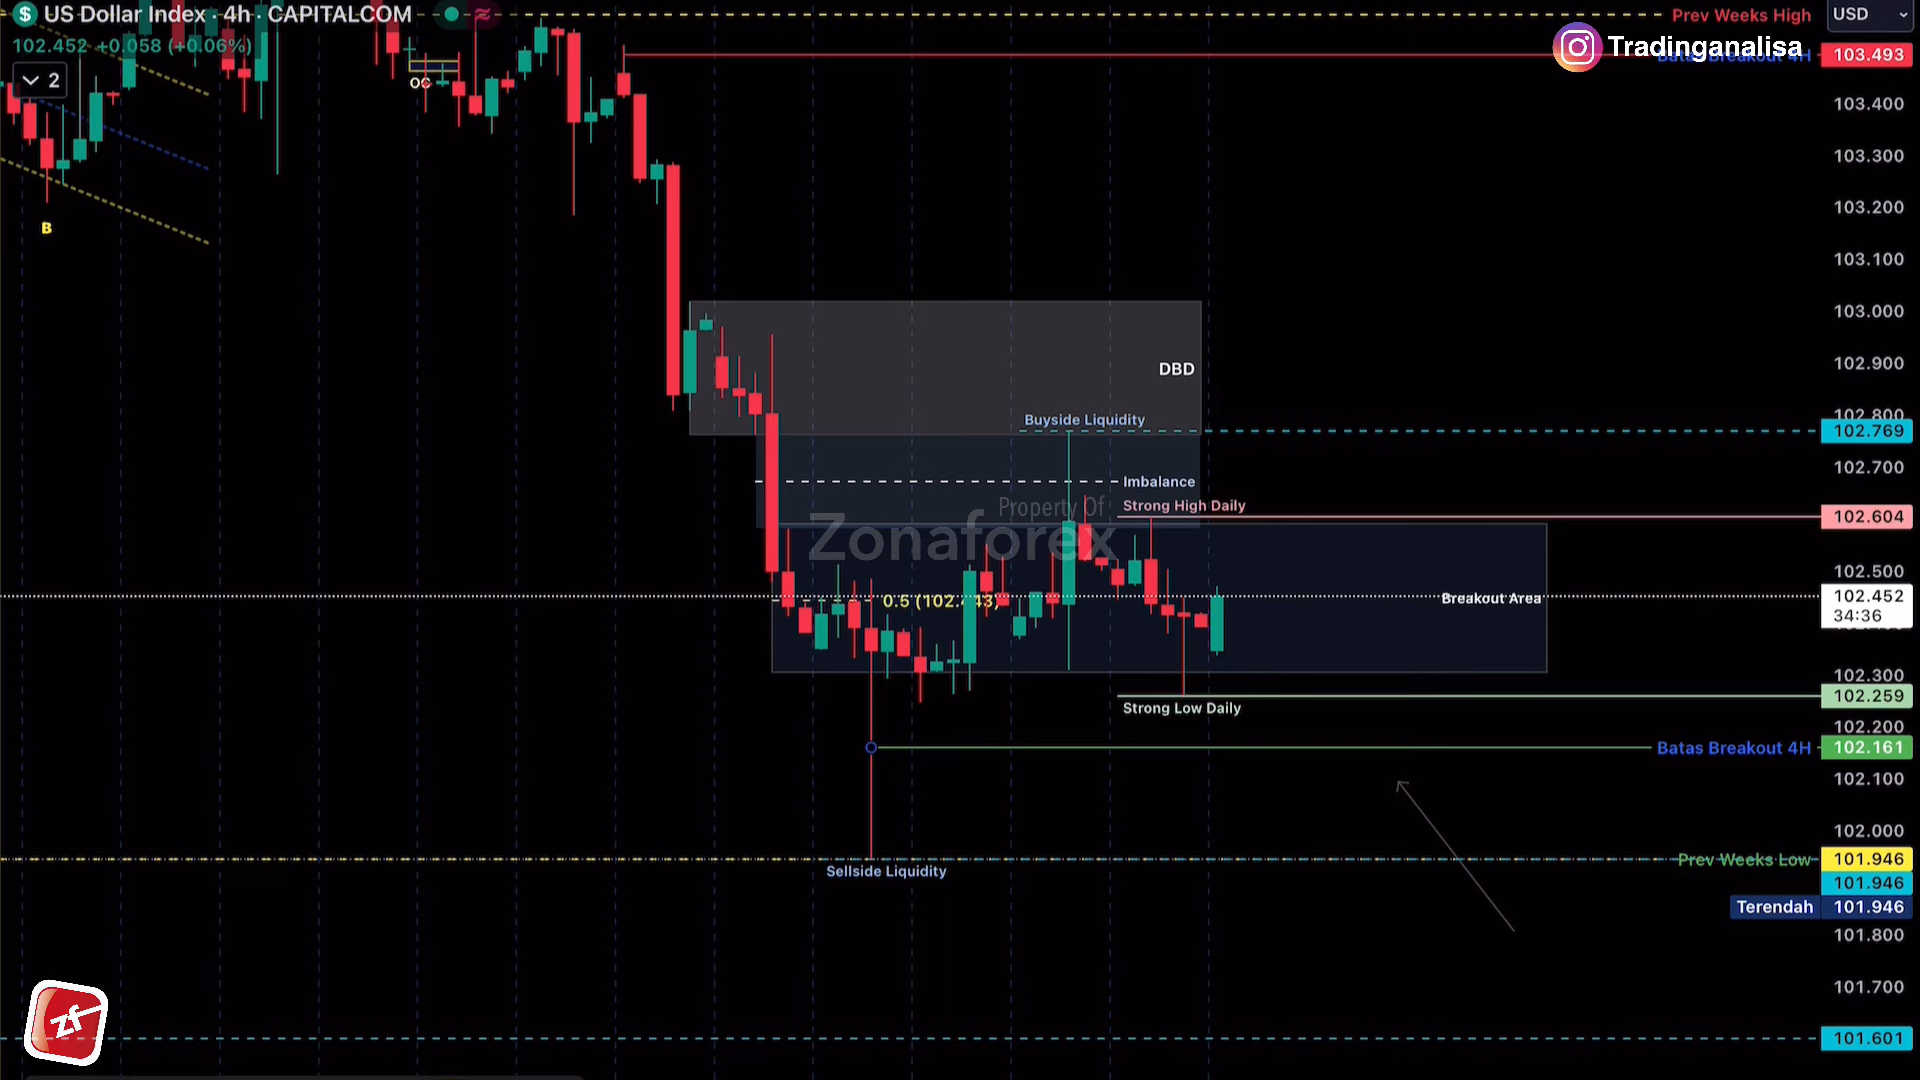 $ US Dollar Index · 4h · CAPITALCOM
102.452 +0.058 (+0.06%)
2
Prev Weeks High
USD
Tradinganalisa
Batas Breakout 4H
103.493
103.400
103.300
103.200
103.100
103.000
102.900
102.800
102.769
102.700
102.604
102.500
102.452
34:36
102.300
102.259
102.200
102.161
102.100
102.000
101.946
101.946
101.946
101.800
101.700
101.601
B
DBD
Buyside Liquidity
Imbalance
Strong High Daily
Property Of
Zonaforex
Breakout Area
Strong Low Daily
Batas Breakout 4H
Prev Weeks Low
Sellside Liquidity
Terendah
zf